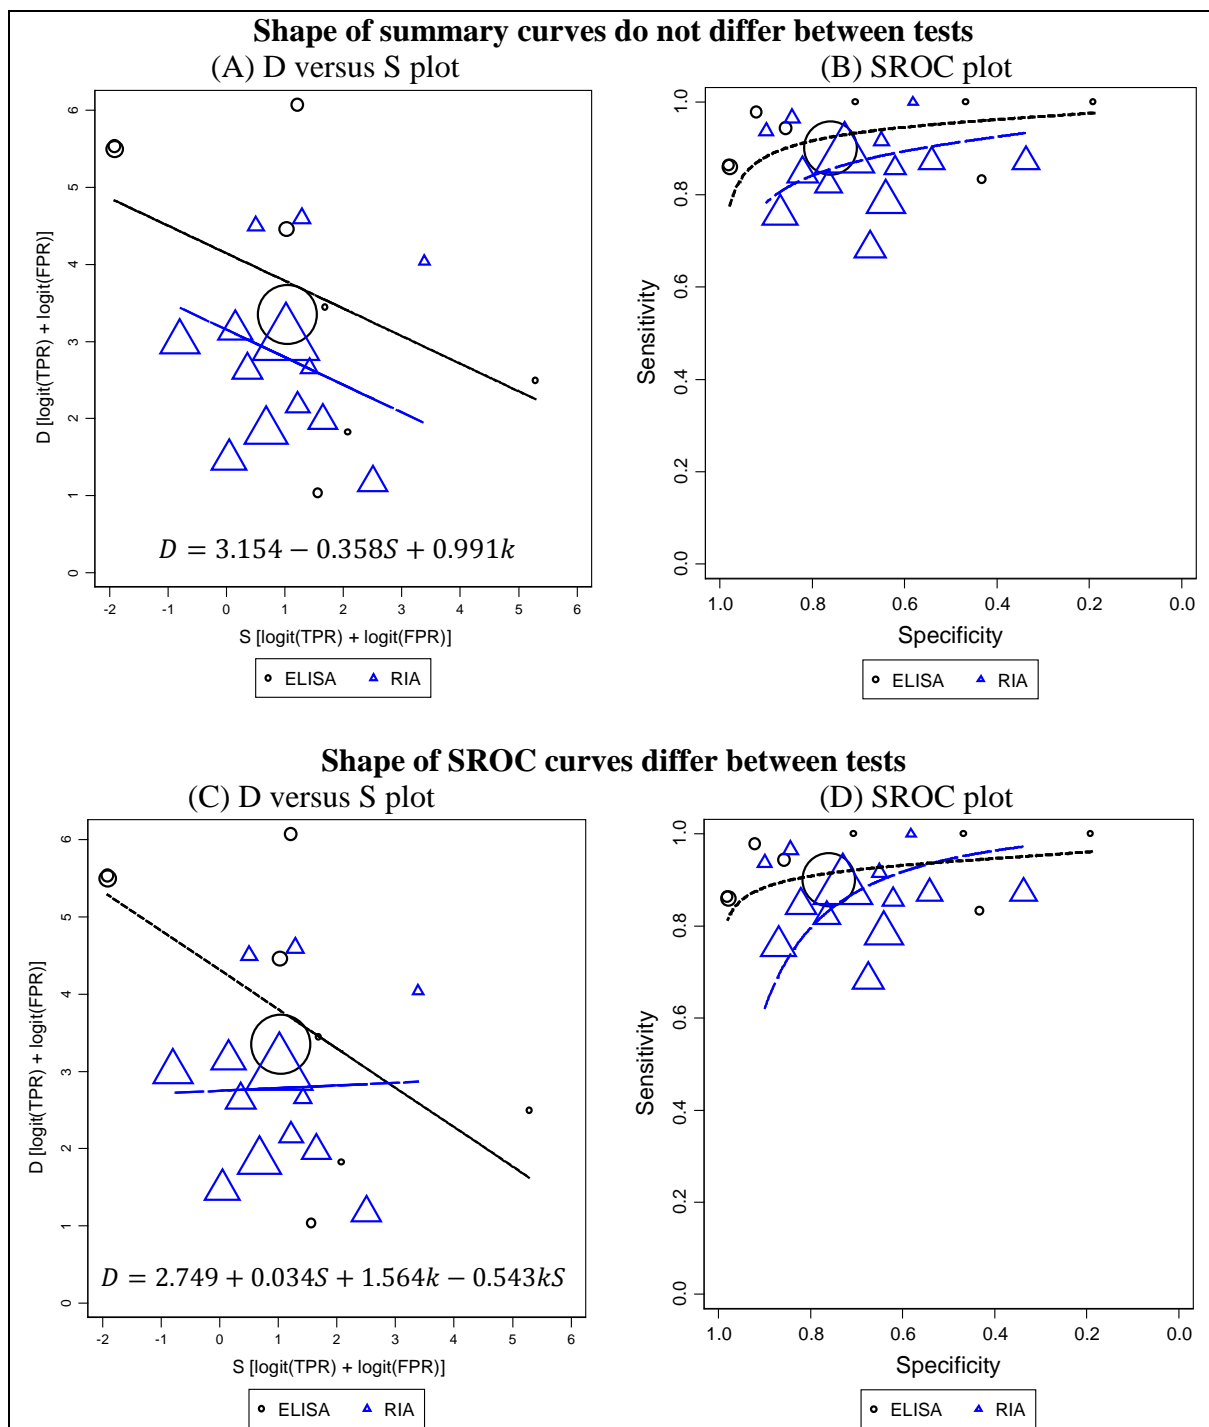 Shape of summary curves do not differ between tests
(A) D versus S plot
(B) SROC plot
D [logit(TPR) + logit(FPR)]
6
5
4
3
2
1
0
-2 -1 0 1 2 3 4 5 6
S [logit(TPR) + logit(FPR)]
D = 3.154 − 0.358S + 0.991k
ELISA RIA
Sensitivity
1.0
0.8
0.6
0.4
0.2
0.0
1.0 0.8 0.6 0.4 0.2 0.0
Specificity
ELISA RIA
Shape of SROC curves differ between tests
(C) D versus S plot
(D) SROC plot
D [logit(TPR) + logit(FPR)]
6
5
4
3
2
1
0
D = 2.749 + 0.034S + 1.564k − 0.543kS
-2 -1 0 1 2 3 4 5 6
S [logit(TPR) + logit(FPR)]
ELISA RIA
Sensitivity
1.0
0.8
0.6
0.4
0.2
0.0
1.0 0.8 0.6 0.4 0.2 0.0
Specificity
ELISA RIA